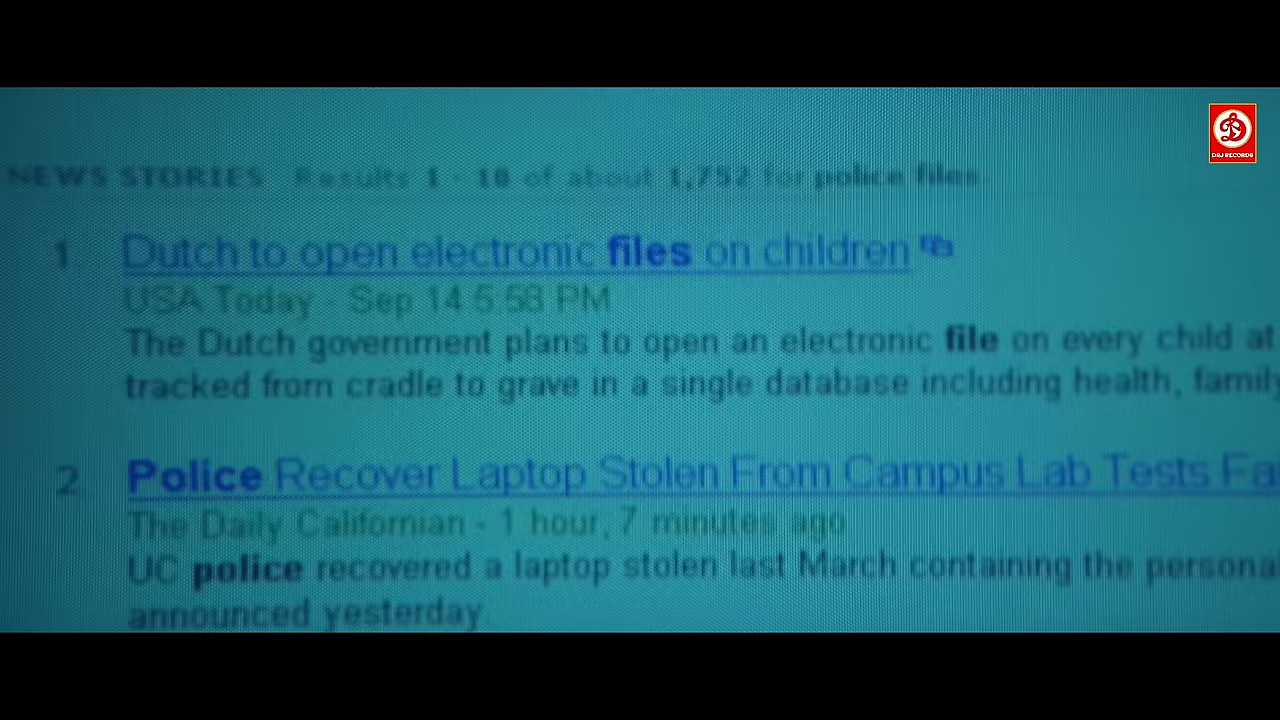 DRJ RECORDS
NEWS STORIES Results 1 - 10 of about 1,752 for police files.
1. Dutch to open electronic files on children
USA Today - Sep 14 5:58 PM
The Dutch government plans to open an electronic file on every child at
tracked from cradle to grave in a single database including health, family
2. Police Recover Laptop Stolen From Campus Lab Tests Fa
The Daily Californian - 1 hour, 7 minutes ago
UC police recovered a laptop stolen last March containing the persona
announced yesterday.